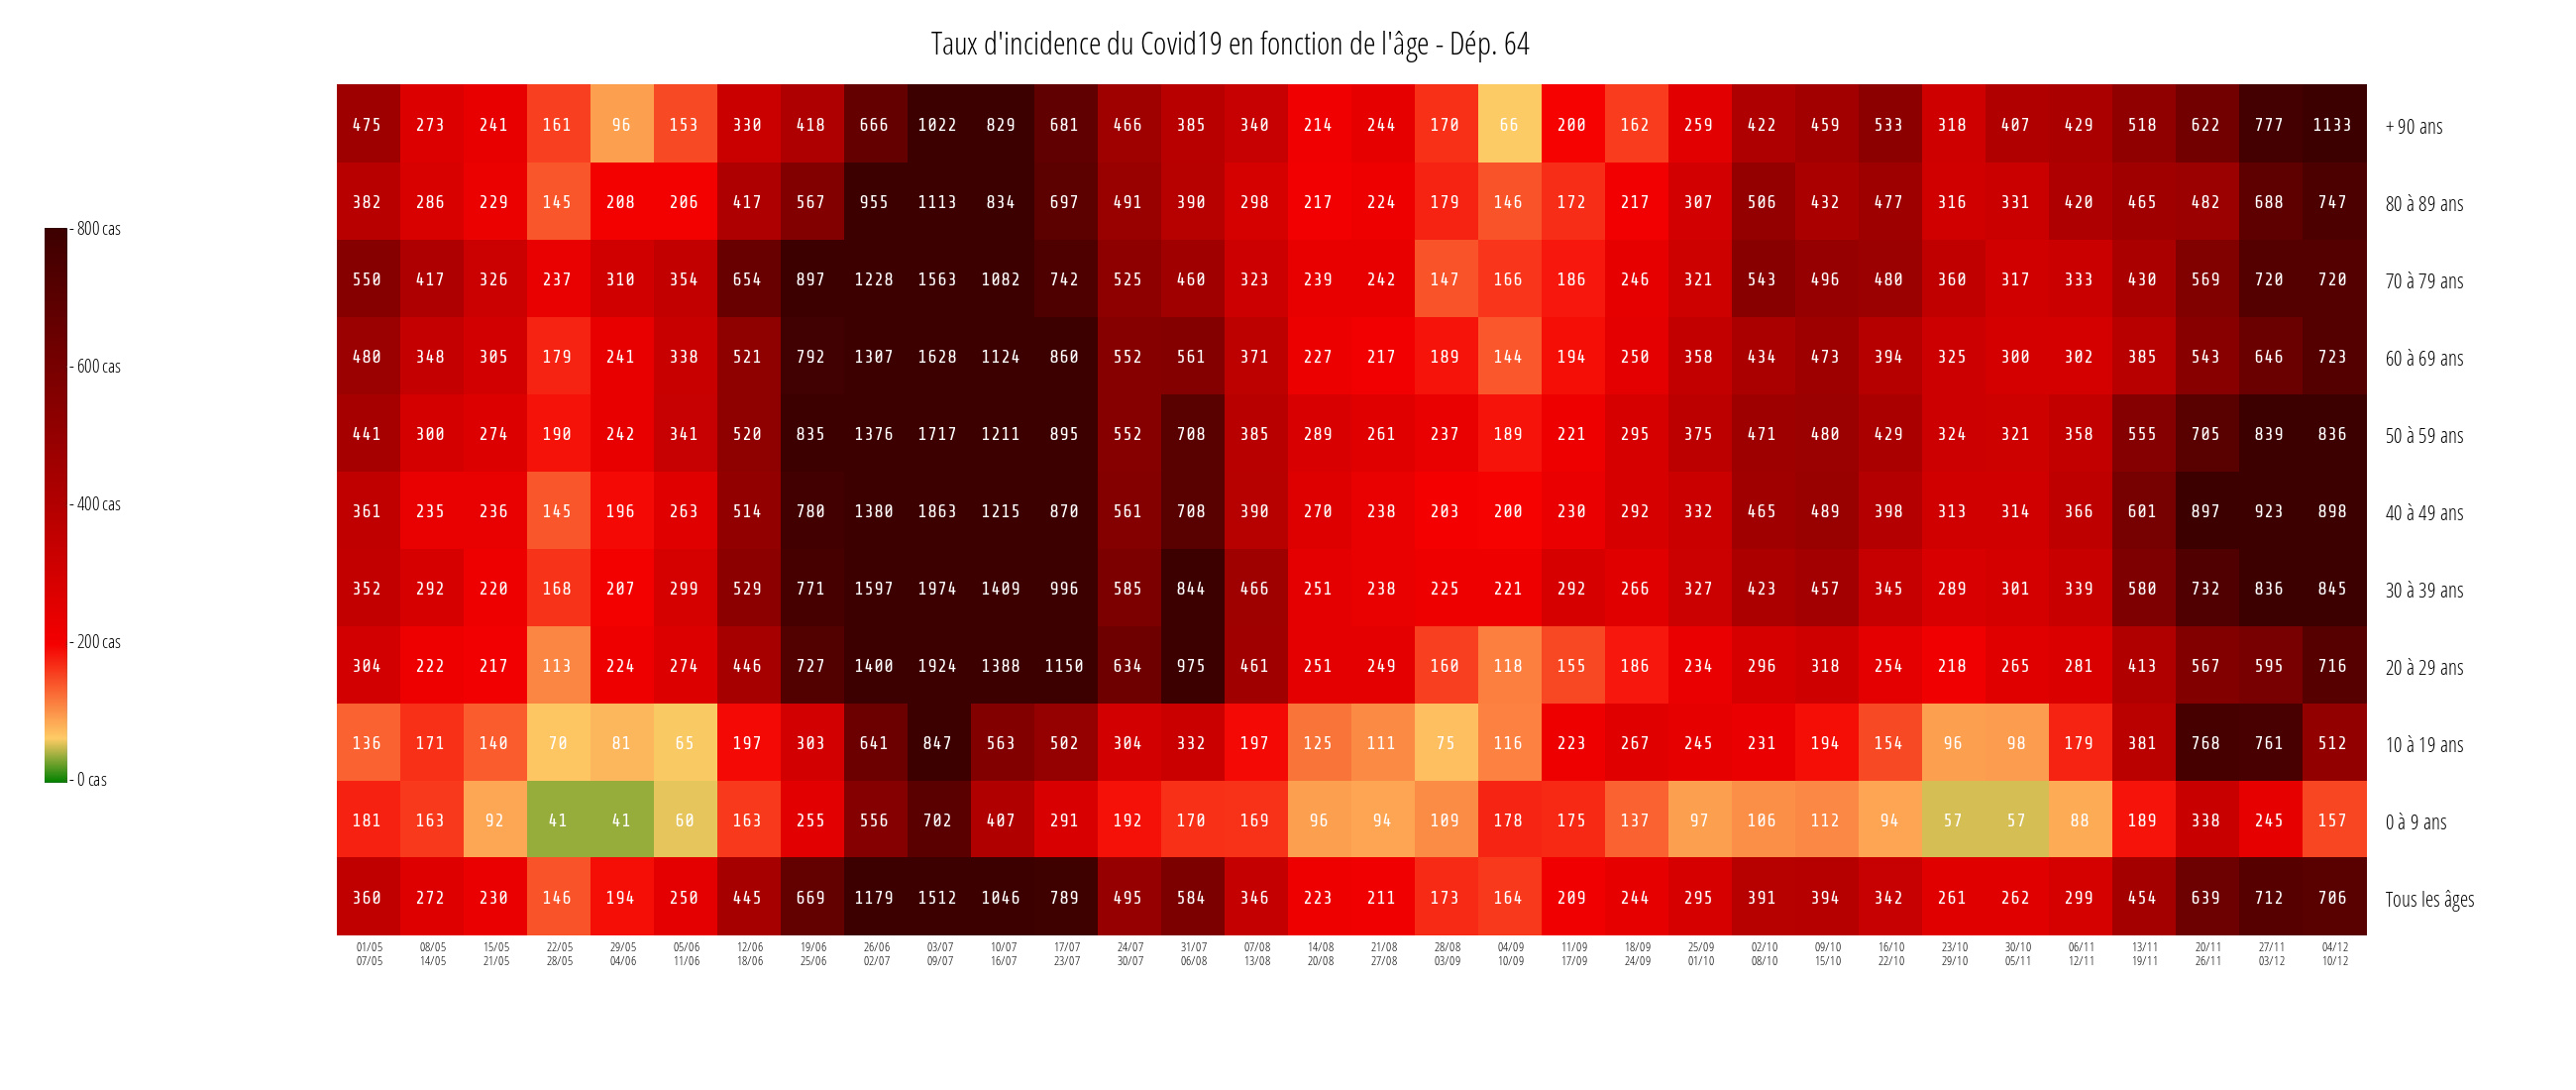 Taux d'incidence du Covid19 en fonction de l'âge - Dép. 64
- 800 cas
- 600 cas
- 400 cas
- 200 cas
- 0 cas
475 273 241 161 96 153 330 418 666 1022 829 681 466 385 340 214 244 170 66 200 162 259 422 459 533 318 407 429 518 622 777 1133 + 90 ans
382 286 229 145 208 206 417 567 955 1113 834 697 491 390 298 217 224 179 146 172 217 307 506 432 477 316 331 420 465 482 688 747 80 à 89 ans
550 417 326 237 310 354 654 897 1228 1563 1082 742 525 460 323 239 242 147 166 186 246 321 543 496 480 360 317 333 430 569 720 720 70 à 79 ans
480 348 305 179 241 338 521 792 1307 1628 1124 860 552 561 371 227 217 189 144 194 250 358 434 473 394 325 300 302 385 543 646 723 60 à 69 ans
441 300 274 190 242 341 520 835 1376 1717 1211 895 552 708 385 289 261 237 189 221 295 375 471 480 429 324 321 358 555 705 839 836 50 à 59 ans
361 235 236 145 196 263 514 780 1380 1863 1215 870 561 708 390 270 238 203 200 230 292 332 465 489 398 313 314 366 601 897 923 898 40 à 49 ans
352 292 220 168 207 299 529 771 1597 1974 1409 996 585 844 466 251 238 225 221 292 266 327 423 457 345 289 301 339 580 732 836 845 30 à 39 ans
304 222 217 113 224 274 446 727 1400 1924 1388 1150 634 975 461 251 249 160 118 155 186 234 296 318 254 218 265 281 413 567 595 716 20 à 29 ans
136 171 140 70 81 65 197 303 641 847 563 502 304 332 197 125 111 75 116 223 267 245 231 194 154 96 98 179 381 768 761 512 10 à 19 ans
181 163 92 41 41 60 163 255 556 702 407 291 192 170 169 96 94 109 178 175 137 97 106 112 94 57 57 88 189 338 245 157 0 à 9 ans
360 272 230 146 194 250 445 669 1179 1512 1046 789 495 584 346 223 211 173 164 209 244 295 391 394 342 261 262 299 454 639 712 706 Tous les âges
01/05 08/05 15/05 22/05 29/05 05/06 12/06 19/06 26/06 03/07 10/07 17/07 24/07 31/07 07/08 14/08 21/08 28/08 04/09 11/09 18/09 25/09 02/10 09/10 16/10 23/10 30/10 06/11 13/11 20/11 27/11 04/12
07/05 14/05 21/05 28/05 04/06 11/06 18/06 25/06 02/07 09/07 16/07 23/07 30/07 06/08 13/08 20/08 27/08 03/09 10/09 17/09 24/09 01/10 08/10 15/10 22/10 29/10 05/11 12/11 19/11 26/11 03/12 10/12